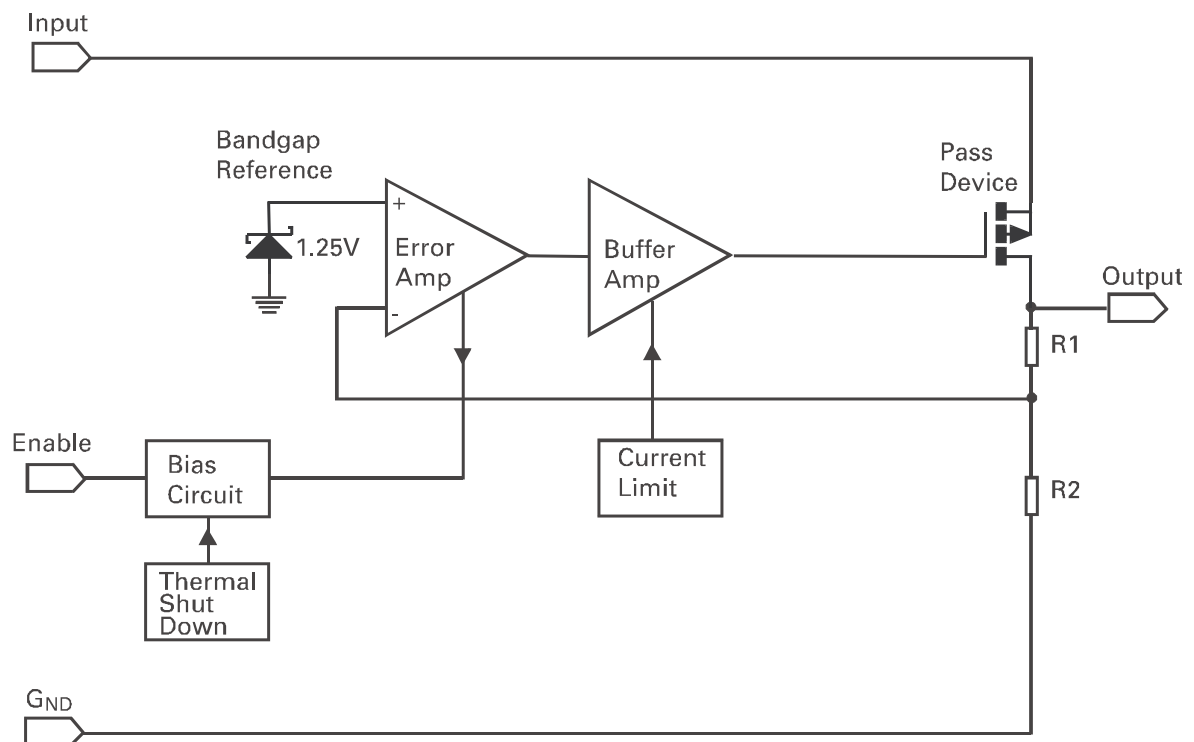 Input
Bandgap
Reference
1.25V
+
Error
Amp
-
Buffer
Amp
Pass
Device
Output
R1
Enable
Bias
Circuit
Current
Limit
R2
Thermal
Shut
Down
GND